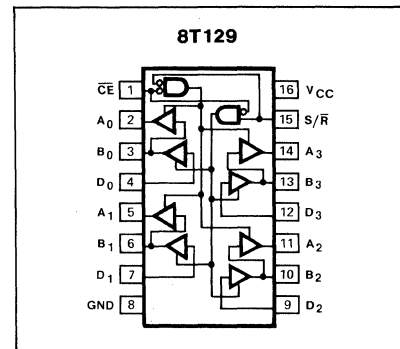 8T129
CE 1 16 VCC
A0 2 15 S/R
B0 3 14 A3
D0 4 13 B3
A1 5 12 D3
B1 6 11 A2
D1 7 10 B2
GND 8 9 D2